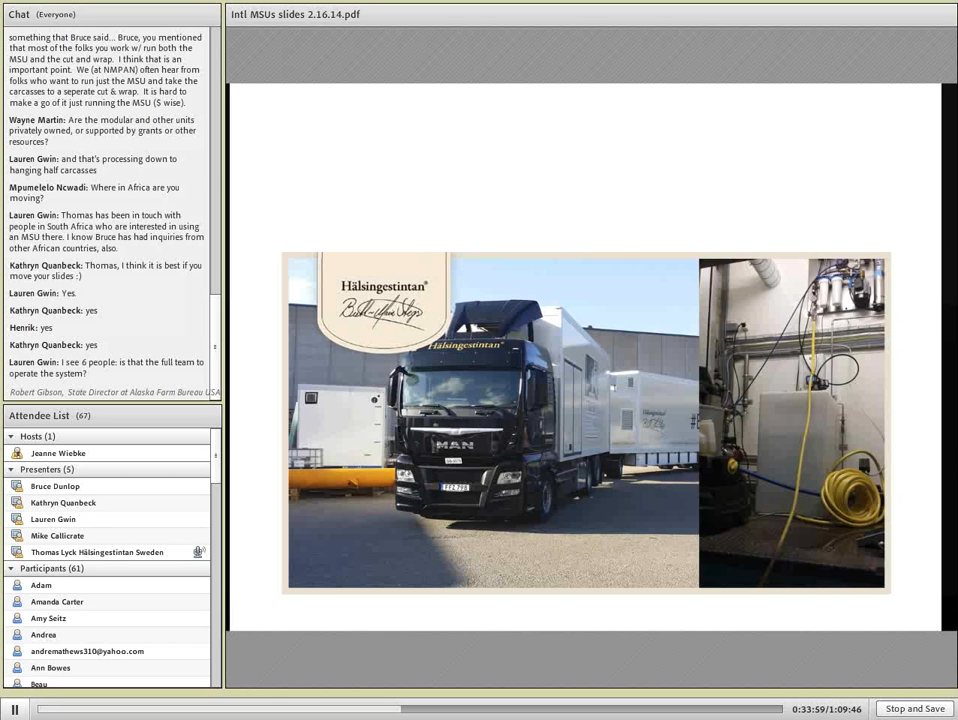 Chat (Everyone)
something that Bruce said... Bruce, you mentioned
that most of the folks you work w/ run both the
MSU and the cut and wrap. I think that is an
important point. We (at NMPAN) often hear from
folks who want to run just the MSU and take the
carcasses to a seperate cut & wrap. It is hard to
make a go of it just running the MSU ($ wise).
Wayne Martin: Are the modular and other units
privately owned, or supported by grants or other
resources?
Lauren Gwin: and that's processing down to
hanging half carcasses
Mpumelelo Ncwadi: Where in Africa are you
moving?
Lauren Gwin: Thomas has been in touch with
people in South Africa who are interested in using
an MSU there. I know Bruce has had inquiries from
other African countries, also.
Kathryn Quanbeck: Thomas, I think it is best if you
move your slides :)
Lauren Gwin: Yes.
Kathryn Quanbeck: yes
Henrik: yes
Kathryn Quanbeck: yes
Lauren Gwin: I see 6 people: is that the full team to
operate the system?
Robert Gibson, State Director at Alaska Farm Bureau USA
Attendee List (67)
Hosts (1)
Jeanne Wiebke
Presenters (5)
Bruce Dunlop
Kathryn Quanbeck
Lauren Gwin
Mike Callicrate
Thomas Lyck Hälsingestintan Sweden
Participants (61)
Adam
Amanda Carter
Amy Seitz
Andrea
andremathews310@yahoo.com
Ann Bowes
Beau
Intl MSUs slides 2.16.14.pdf
Hälsingestintan®
Hälsingestintan
MAN
0:33:59/1:09:46
Stop and Save